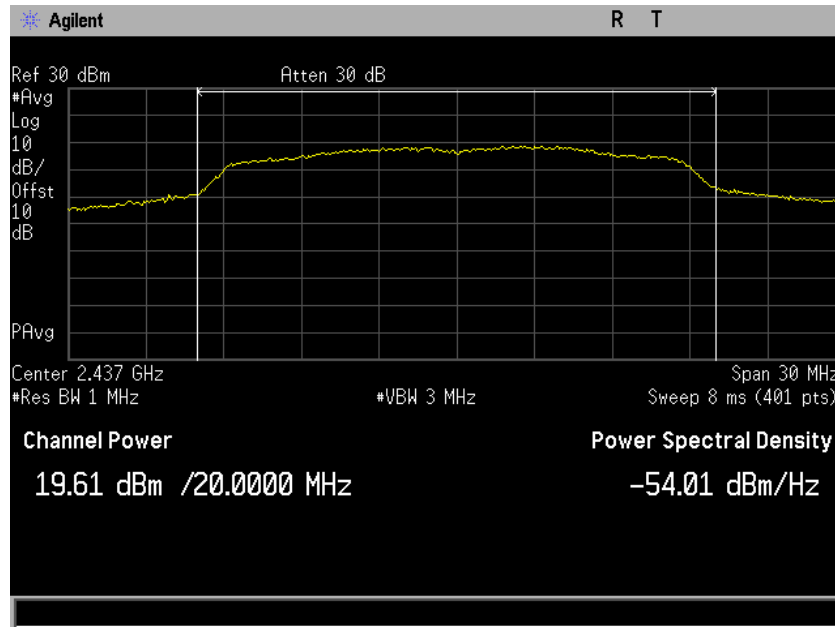 Agilent R T
Ref 30 dBm Atten 30 dB
#Avg
Log
10
dB/
Offst
10
dB
PAvg
Center 2.437 GHz Span 30 MHz
#Res BW 1 MHz #VBW 3 MHz Sweep 8 ms (401 pts)
Channel Power Power Spectral Density
19.61 dBm /20.0000 MHz -54.01 dBm/Hz